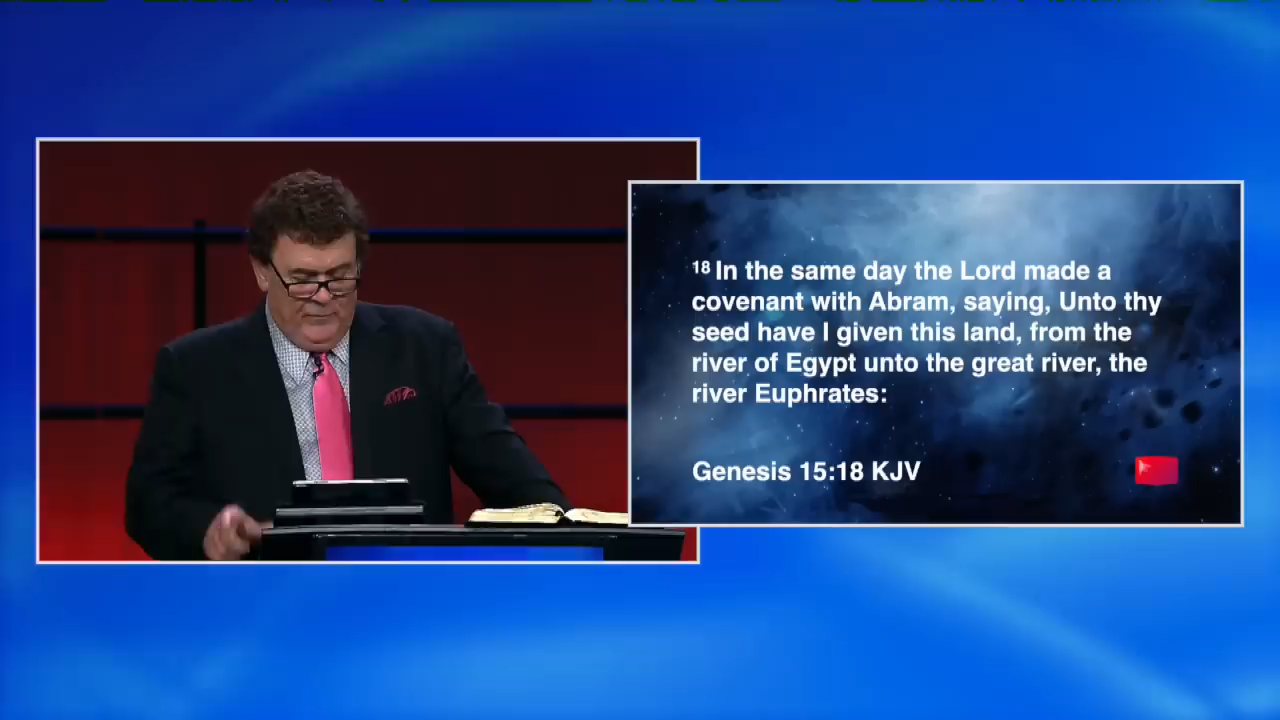 18 In the same day the Lord made a
covenant with Abram, saying, Unto thy
seed have I given this land, from the
river of Egypt unto the great river, the
river Euphrates:
Genesis 15:18 KJV